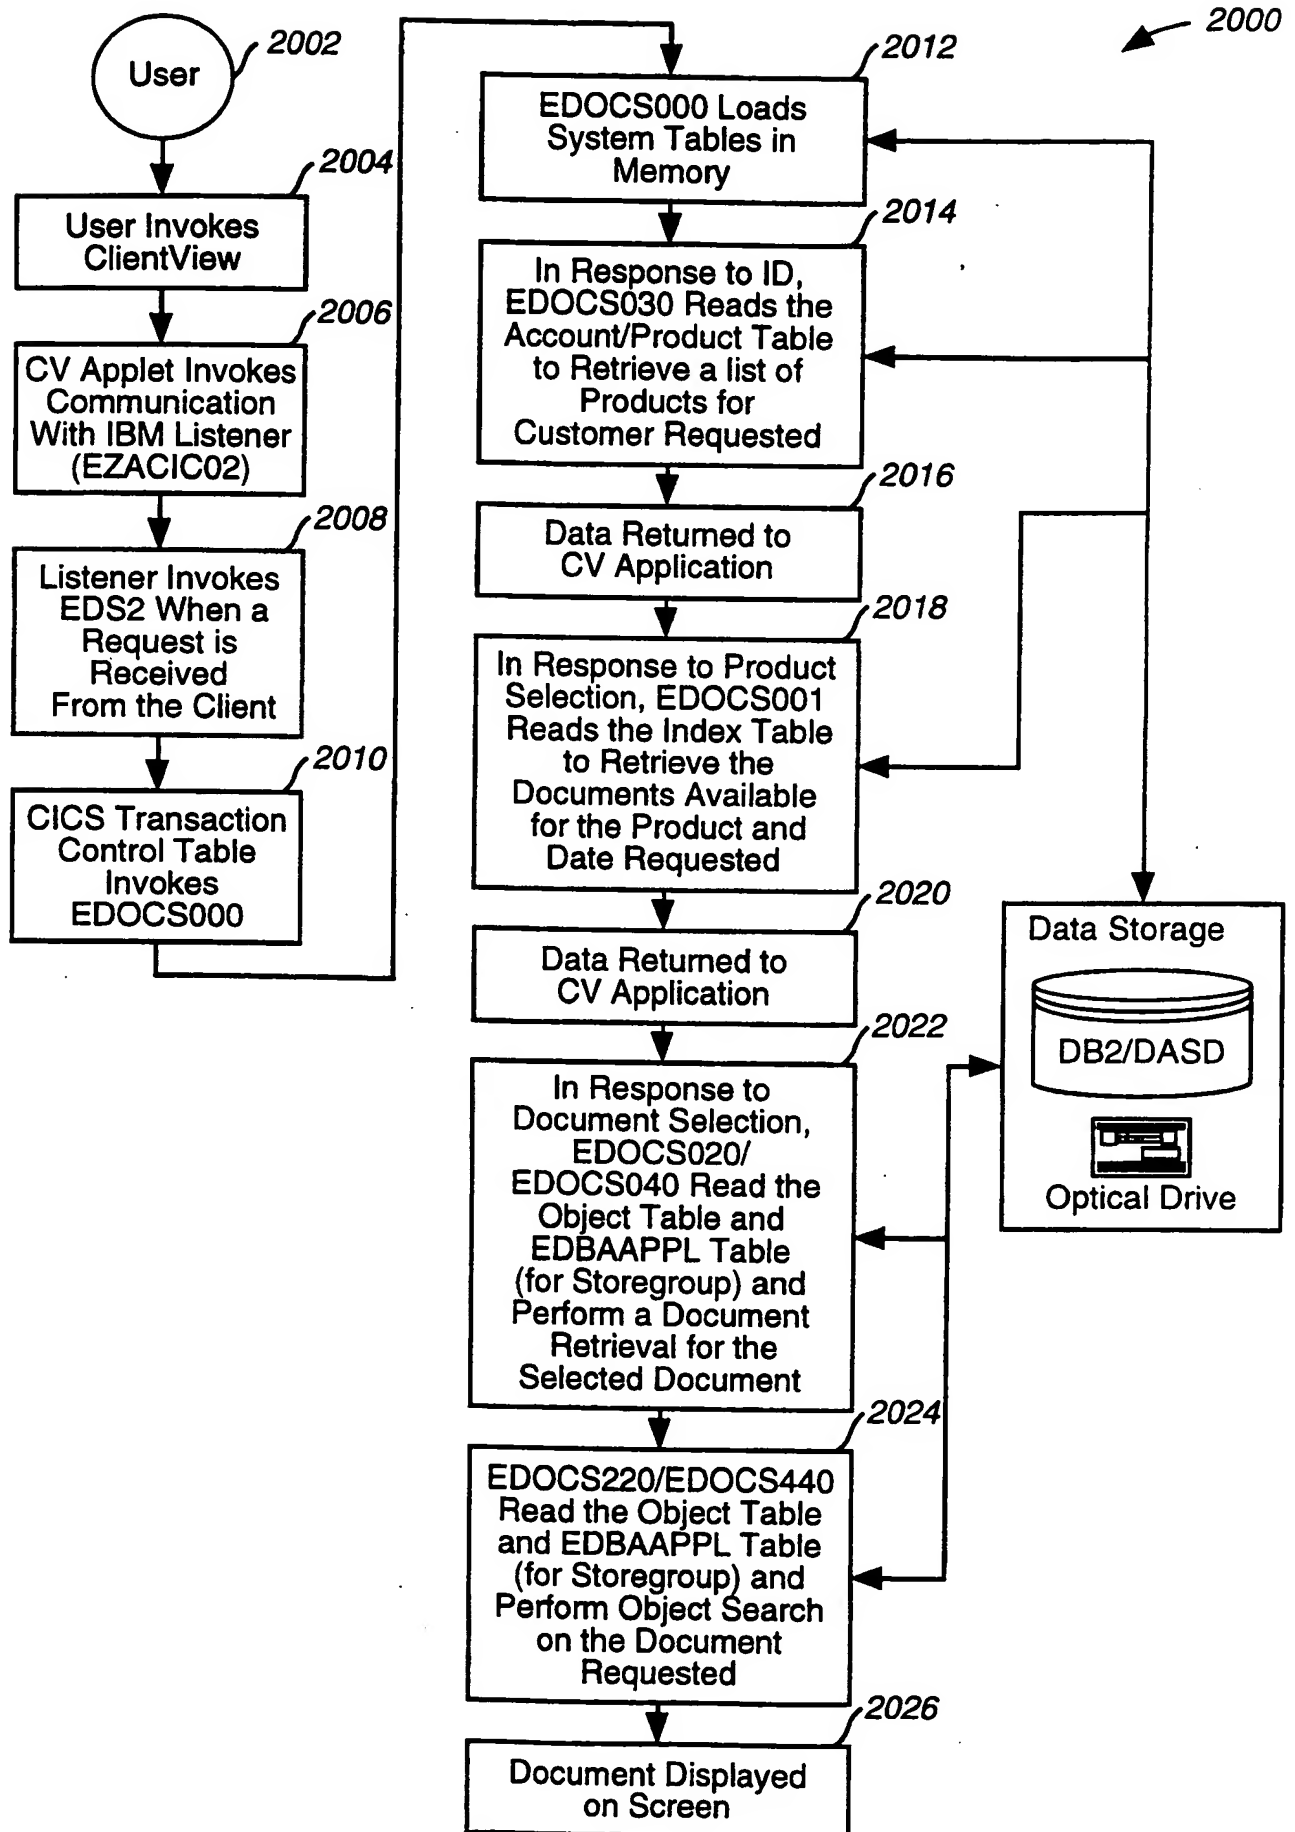 2000
User
2002
2004
User Invokes
ClientView
2006
CV Applet Invokes
Communication
With IBM Listener
(EZACIC02)
2008
Listener Invokes
EDS2 When a
Request is
Received
From the Client
2010
CICS Transaction
Control Table
Invokes
EDOCS000
2012
EDOCS000 Loads
System Tables in
Memory
2014
In Response to ID,
EDOCS030 Reads the
Account/Product Table
to Retrieve a list of
Products for
Customer Requested
2016
Data Returned to
CV Application
2018
In Response to Product
Selection, EDOCS001
Reads the Index Table
to Retrieve the
Documents Available
for the Product and
Date Requested
2020
Data Returned to
CV Application
2022
In Response to
Document Selection,
EDOCS020/
EDOCS040 Read the
Object Table and
EDBAAPPL Table
(for Storegroup) and
Perform a Document
Retrieval for the
Selected Document
2024
EDOCS220/EDOCS440
Read the Object Table
and EDBAAPPL Table
(for Storegroup) and
Perform Object Search
on the Document
Requested
2026
Document Displayed
on Screen
Data Storage
DB2/DASD
Optical Drive